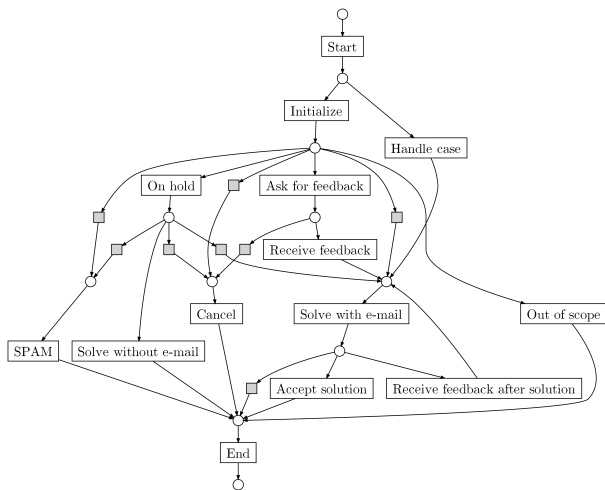 Start
Initialize
Handle case
On hold
Ask for feedback
Receive feedback
Cancel
Solve with e-mail
Out of scope
SPAM
Solve without e-mail
Accept solution
Receive feedback after solution
End